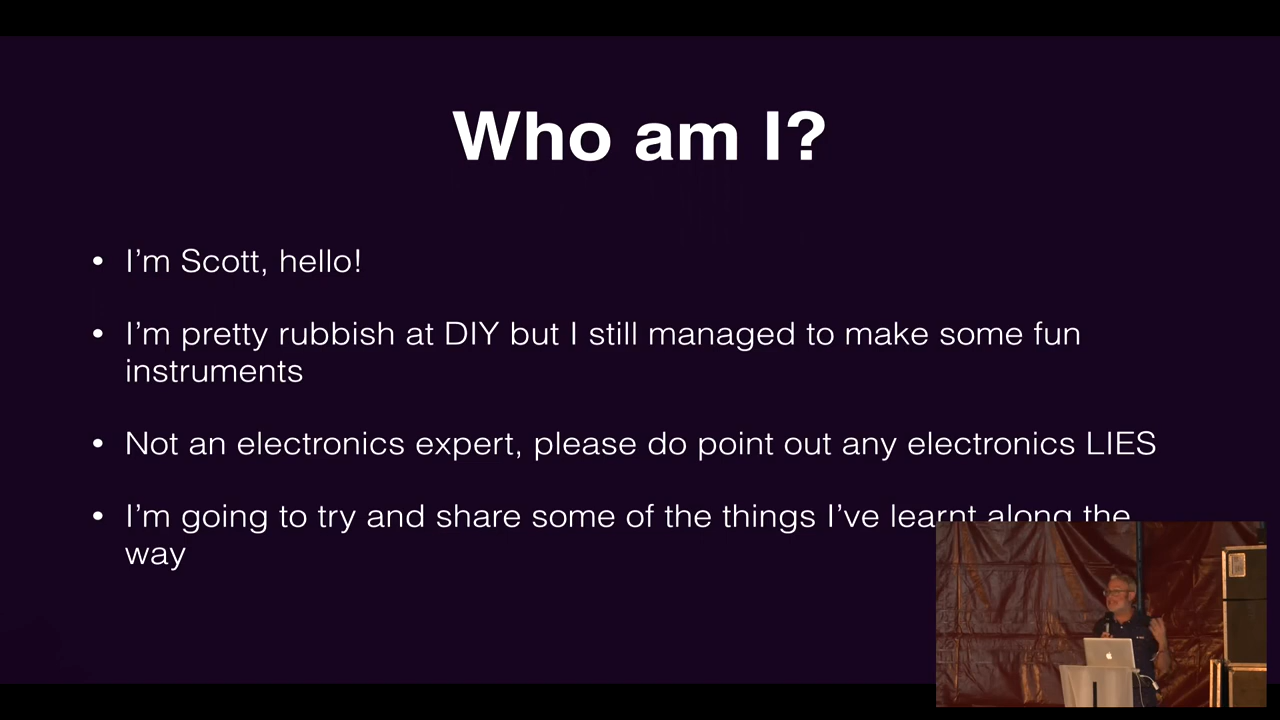 Who am I?
• I'm Scott, hello!
• I'm pretty rubbish at DIY but I still managed to make some fun
instruments
• Not an electronics expert, please do point out any electronics LIES
• I'm going to try and share some of the things I've learnt along the
way